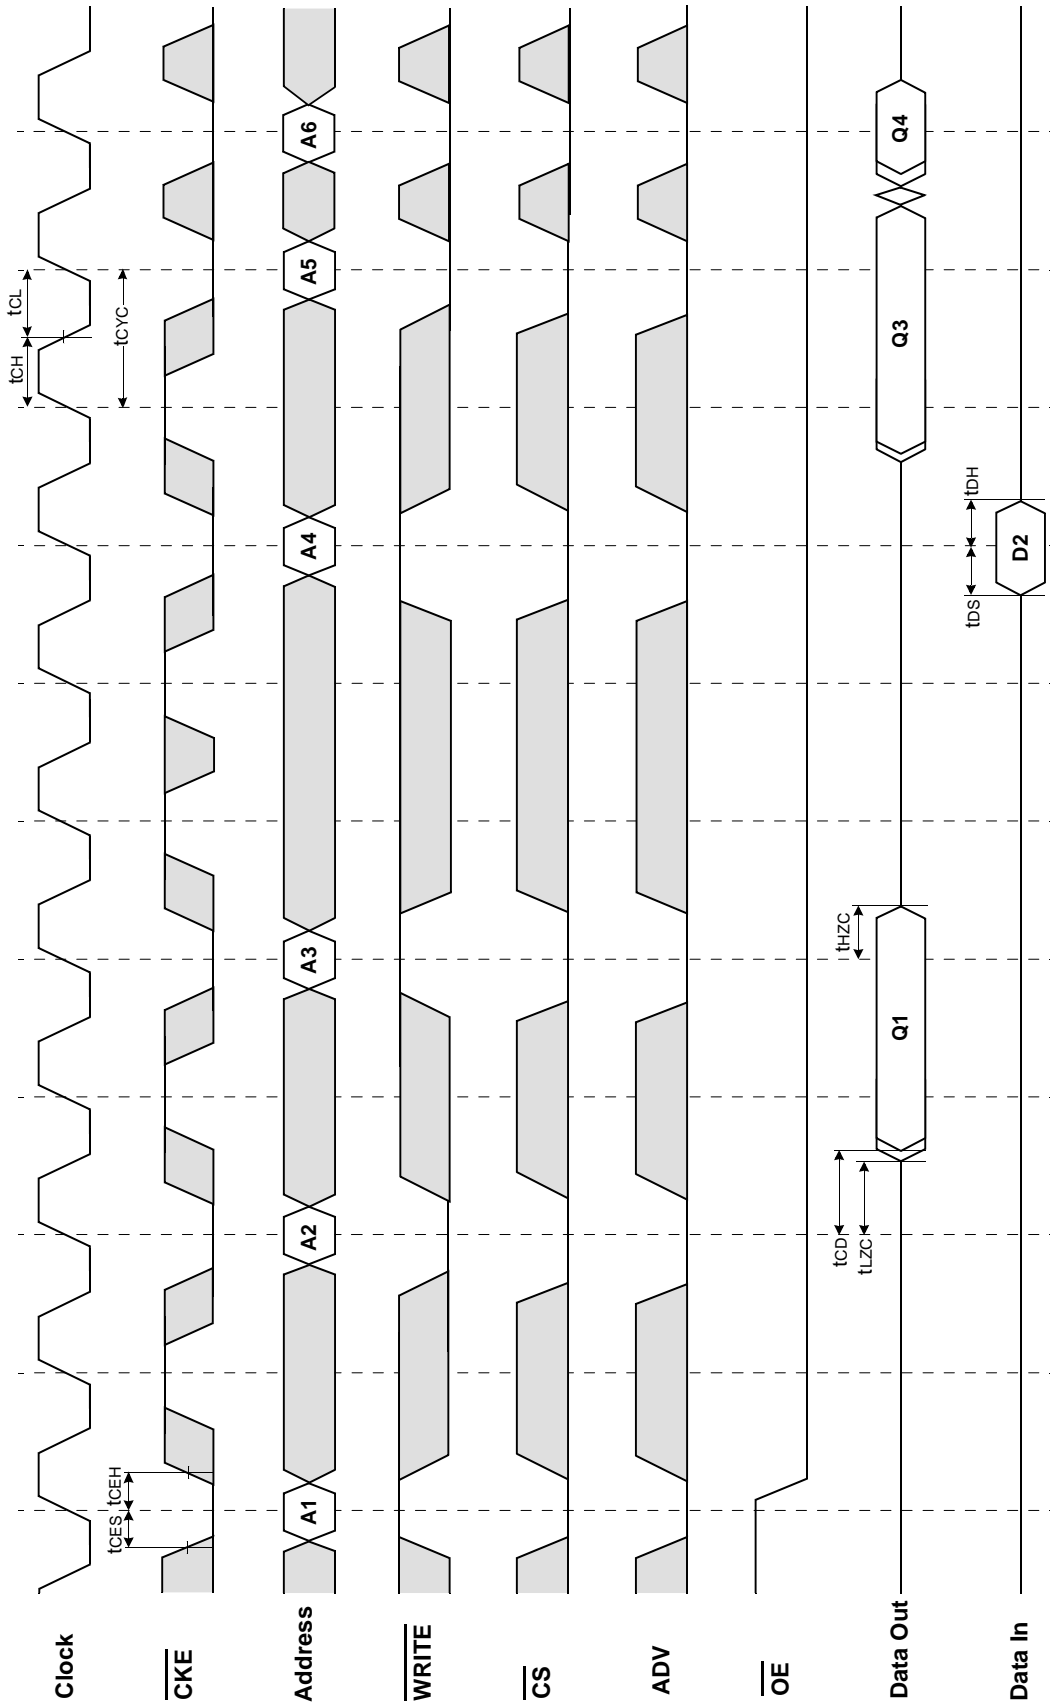 Clock
tCH
tCL
tCES
tCEH
tCYC
CKE
Address
A1
A2
A3
A4
A5
A6
WRITE
CS
ADV
OE
tCD
tLZC
tHZC
Data Out
Q1
Q3
Q4
tDS
tDH
Data In
D2